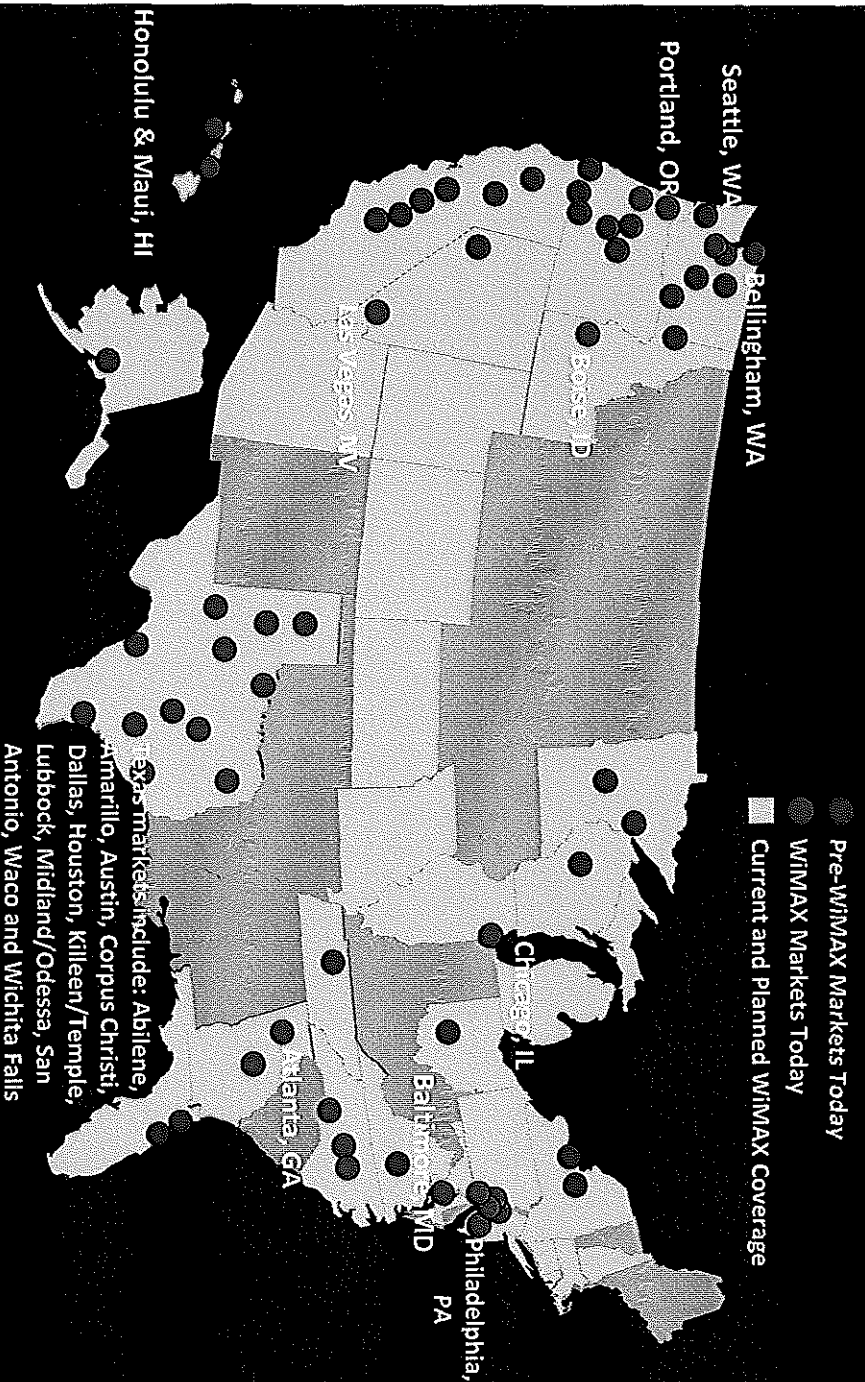 Pre-WiMAX Markets Today
WiMAX Markets Today
Current and Planned WiMAX Coverage
Seattle, WA
Bellingham, WA
Portland, OR
Boise, ID
Chicago, IL
Philadelphia,
PA
Baltimore, MD
Las Vegas, NV
Atlanta, GA
Honolulu & Maui, HI
Texas markets include: Abilene,
Amarillo, Austin, Corpus Christi,
Dallas, Houston, Killeen/Temple,
Lubbock, Midland/Odessa, San
Antonio, Waco and Wichita Falls